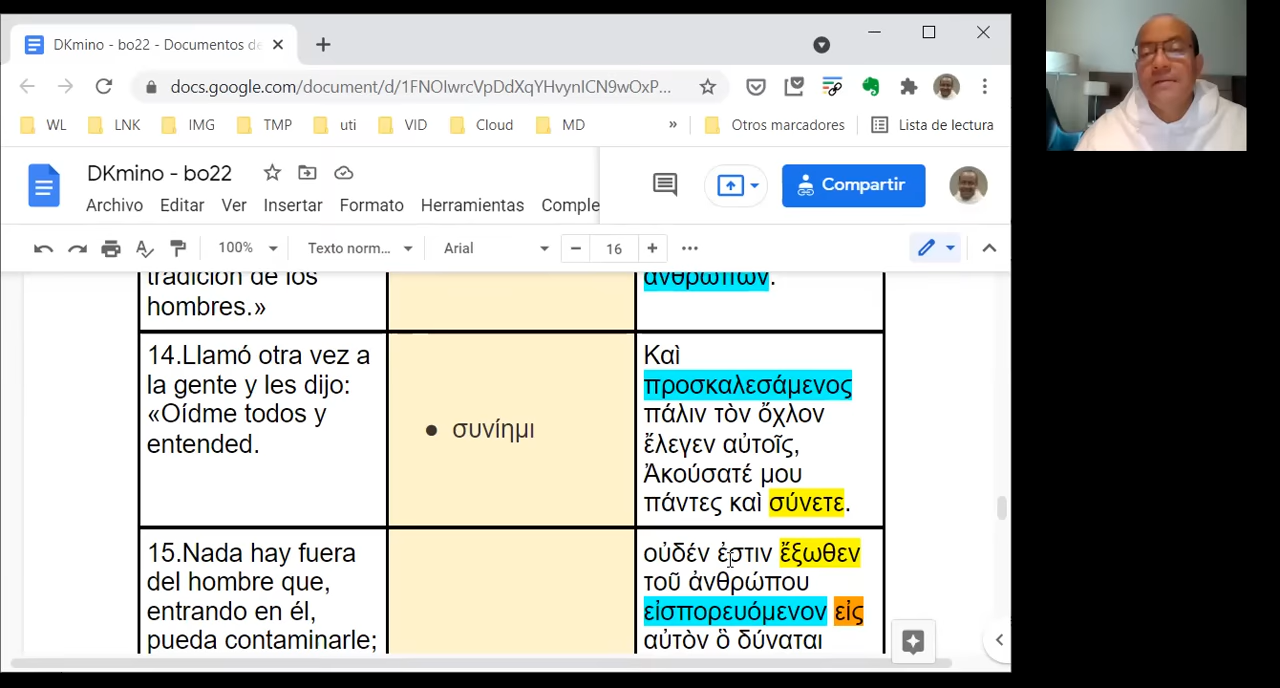 DKmino - bo22 - Documentos de
docs.google.com/document/d/1FNOlwrcVpDdXqYHvynICN9wOxP...
WL LNK IMG TMP uti VID Cloud MD » Otros marcadores Lista de lectura
DKmino - bo22
Compartir
Archivo Editar Ver Insertar Formato Herramientas Comple
100% Texto norm... Arial 16
tradición de los
hombres.»
ἀνθρώπων.
14.Llamó otra vez a
la gente y les dijo:
«Oídme todos y
entended.
● συνίημι
Καὶ
προσκαλεσάμενος
πάλιν τὸν ὄχλον
ἔλεγεν αὐτοῖς,
Ἀκούσατέ μου
πάντες καὶ σύνετε.
15.Nada hay fuera
del hombre que,
entrando en él,
pueda contaminarle;
οὐδέν ἐστιν ἔξωθεν
τοῦ ἀνθρώπου
εἰσπορευόμενον εἰς
αὐτὸν ὃ δύναται